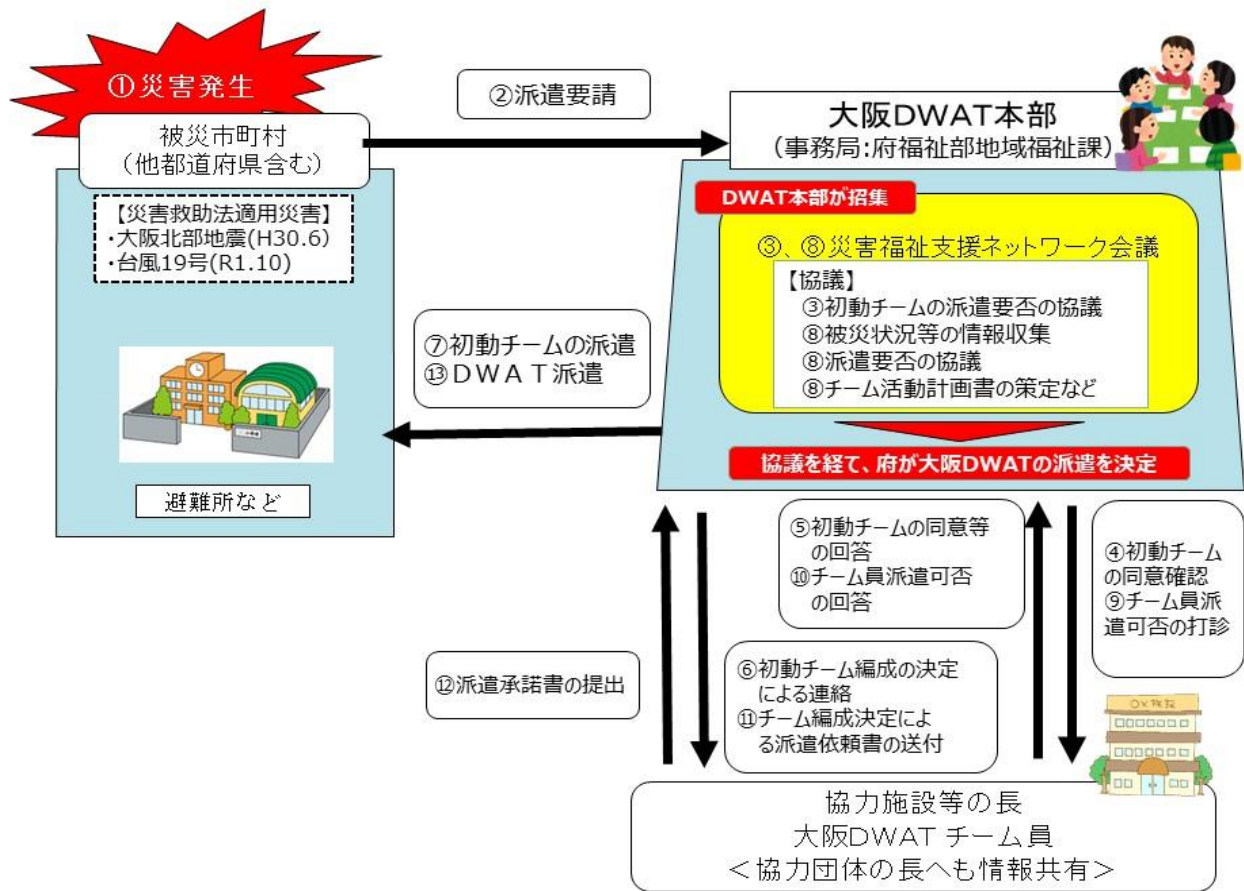 ①災害発生
被災市町村
（他都道府県含む）
【災害救助法適用災害】
・大阪北部地震(H30.6)
・台風19号(R1.10)
避難所など
②派遣要請
⑦初動チームの派遣
⑬ＤＷＡＴ派遣
大阪DWAT本部
（事務局:府福祉部地域福祉課）
DWAT本部が招集
③、⑧災害福祉支援ネットワーク会議
【協議】
③初動チームの派遣要否の協議
⑧被災状況等の情報収集
⑧派遣要否の協議
⑧チーム活動計画書の策定など
協議を経て、府が大阪DWATの派遣を決定
⑤初動チームの同意等
の回答
⑩チーム員派遣可否
の回答
④初動チーム
の同意確認
⑨チーム員派
遣可否の打診
⑫派遣承諾書の提出
⑥初動チーム編成の決定
による連絡
⑪チーム編成決定によ
る派遣依頼書の送付
○×施設
協力施設等の長
大阪DWAT チーム員
＜協力団体の長へも情報共有＞